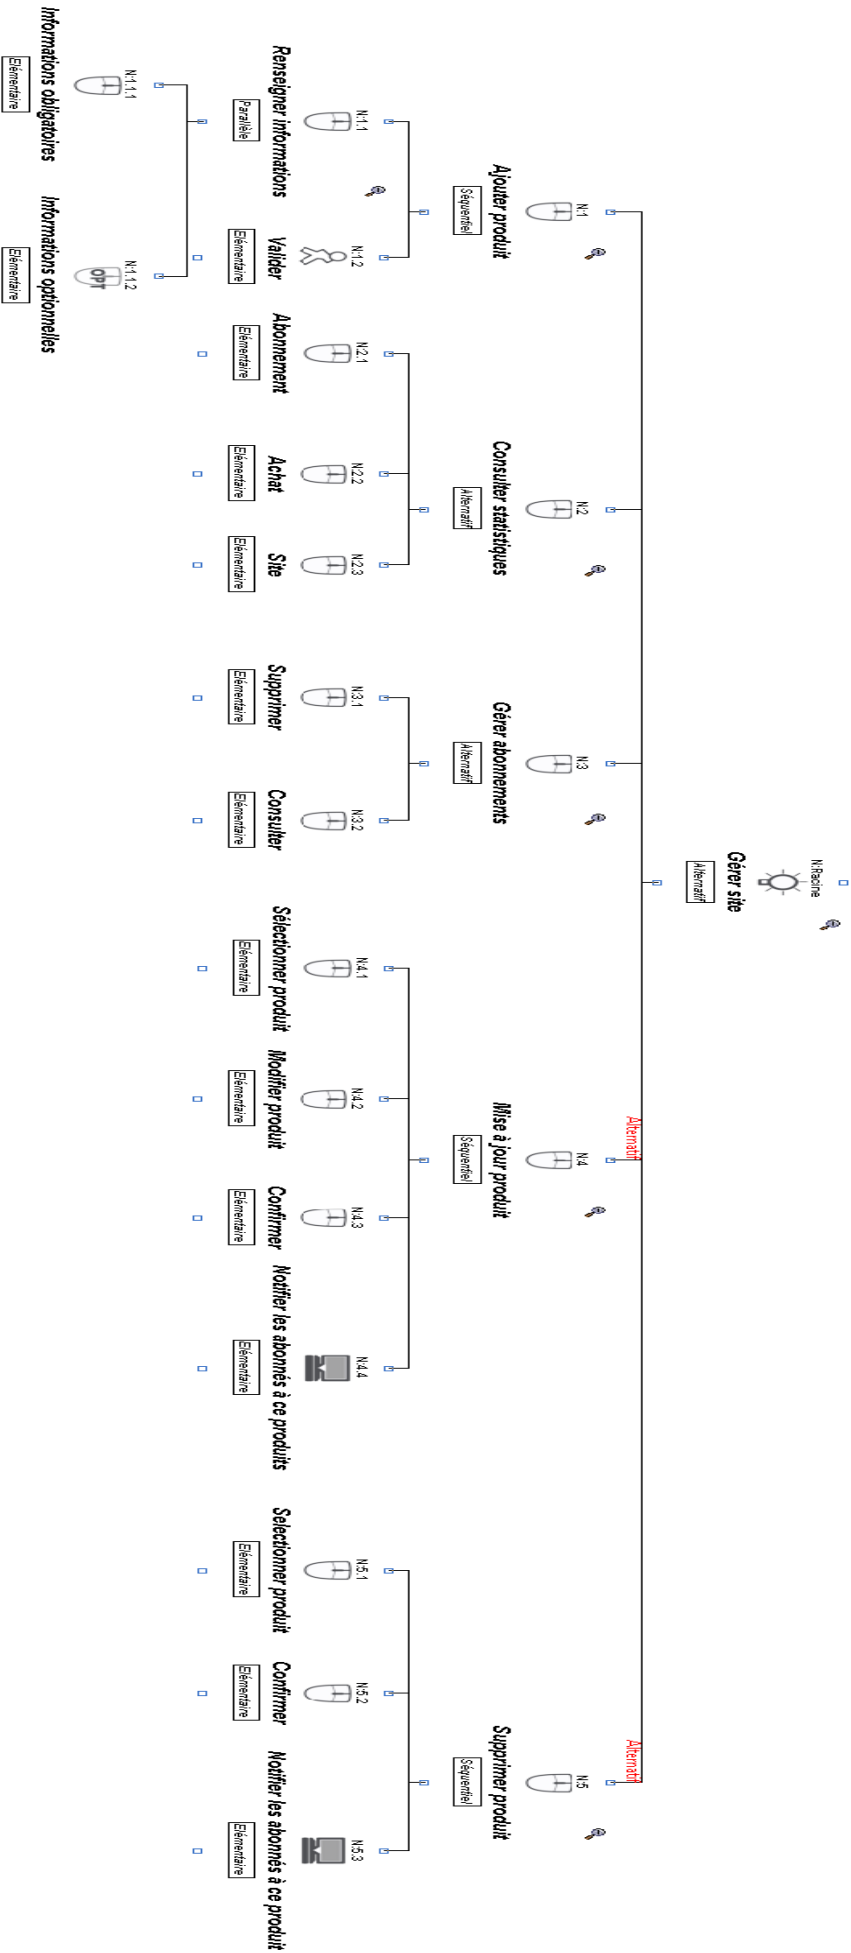 N:Racine
Gérer site
Alternatif
Alternatif
Alternatif
N:1
Ajouter produit
Séquentiel
N:2
Consulter statistiques
Alternatif
N:3
Gérer abonnements
Alternatif
N:4
Mise à jour produit
Séquentiel
N:5
Supprimer produit
Séquentiel
N:1.1
Renseigner informations
Parallèle
N:1.2
Valider
Elémentaire
N:2.1
Abonnement
Elémentaire
N:2.2
Achat
Elémentaire
N:2.3
Site
Elémentaire
N:3.1
Supprimer
Elémentaire
N:3.2
Consulter
Elémentaire
N:4.1
Sélectionner produit
Elémentaire
N:4.2
Modifier produit
Elémentaire
N:4.3
Confirmer
Elémentaire
N:4.4
Notifier les abonnés à ce produits
Elémentaire
N:5.1
Selectionner produit
Elémentaire
N:5.2
Confirmer
Elémentaire
N:5.3
Notifier les abonnés à ce produit
Elémentaire
N:1.1.1
Informations obligatoires
Elémentaire
N:1.1.2
OPT
Informations optionnelles
Elémentaire